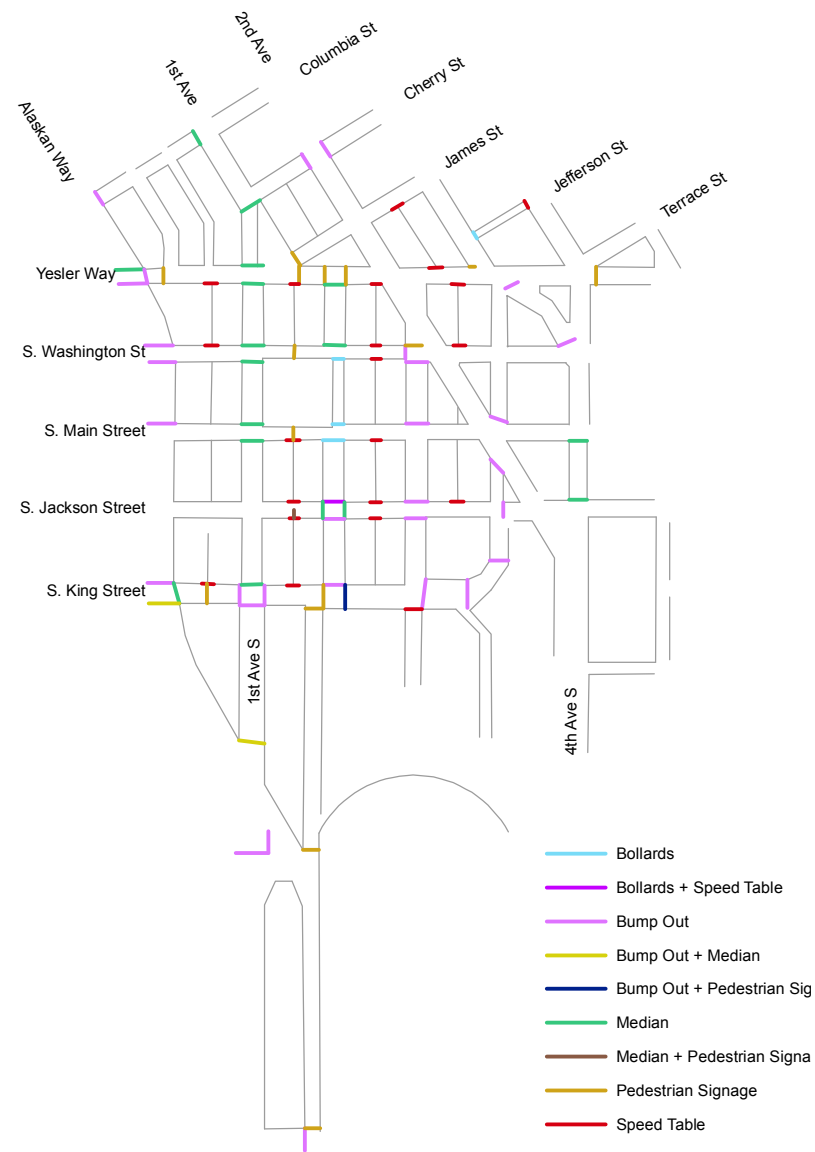 2nd Ave
Columbia St
1st Ave
Cherry St
Alaskan Way
James St
Jefferson St
Terrace St
Yesler Way
S. Washington St
S. Main Street
S. Jackson Street
S. King Street
1st Ave S
4th Ave S
Bollards
Bollards + Speed Table
Bump Out
Bump Out + Median
Bump Out + Pedestrian Sig
Median
Median + Pedestrian Signa
Pedestrian Signage
Speed Table